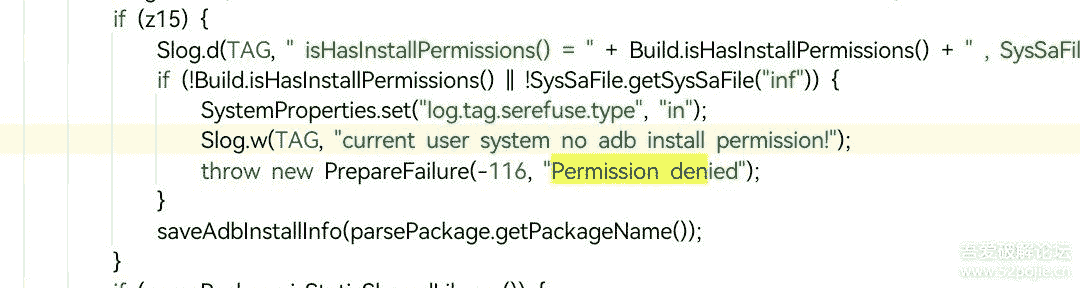 if (z15) {
Slog.d(TAG, " isHasInstallPermissions() = " + Build.isHasInstallPermissions() + " , SysSaFil
if (!Build.isHasInstallPermissions() || !SysSaFile.getSysSaFile("inf")) {
SystemProperties.set("log.tag.serefuse.type", "in");
Slog.w(TAG, "current user system no adb install permission!");
throw new PrepareFailure(-116, "Permission denied");
}
saveAdbInstallInfo(parsePackage.getPackageName());
}
吾爱破解论坛
www.52pojie.cn
if